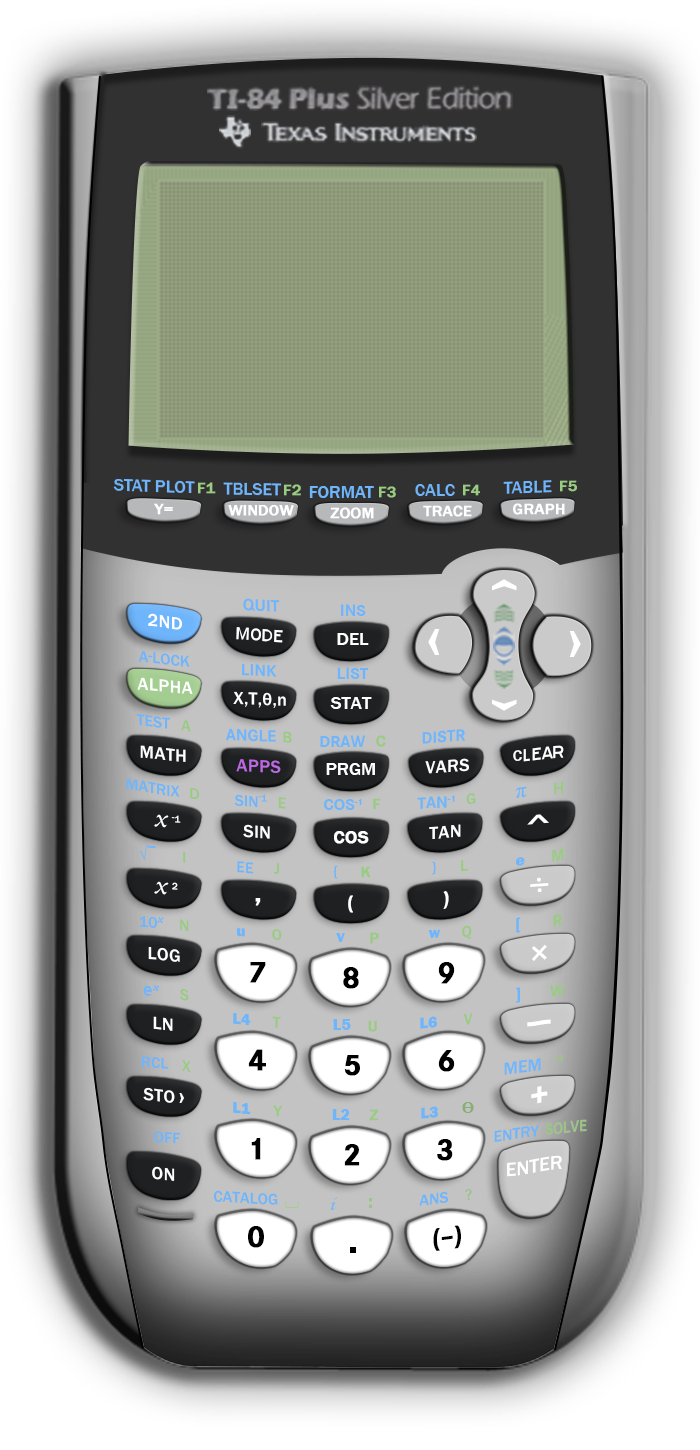 TI-84 Plus Silver Edition
TEXAS INSTRUMENTS
STAT PLOT F1 TBLSET F2 FORMAT F3 CALC F4 TABLE F5
Y= WINDOW ZOOM TRACE GRAPH
QUIT INS
2ND MODE DEL
A-LOCK LINK LIST
ALPHA X,T,θ,n STAT
TEST A ANGLE B DRAW C DISTR
MATH APPS PRGM VARS CLEAR
MATRIX D SIN⁻¹ E COS⁻¹ F TAN⁻¹ G π H
x⁻¹ SIN COS TAN ^
√ I EE J { K } L e M
x² , ( ) ÷
10ˣ N u O v P w Q [ R
LOG 7 8 9 ×
eˣ S L4 T L5 U L6 V ] W
LN 4 5 6 −
RCL X L1 Y L2 Z L3 θ MEM "
STO › 1 2 3 +
OFF CATALOG i : ANS ? ENTRY SOLVE
ON 0 . (−) ENTER